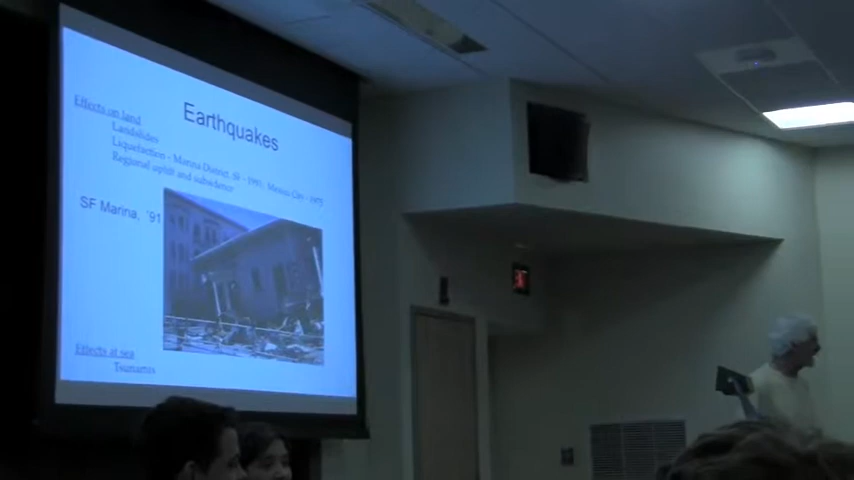 Earthquakes
Effects on land
Landslides
Liquefaction - Marina District, SF - 1991, Mexico City - 1975
Regional uplift and subsidence
SF Marina, '91
Effects at sea
Tsunamis